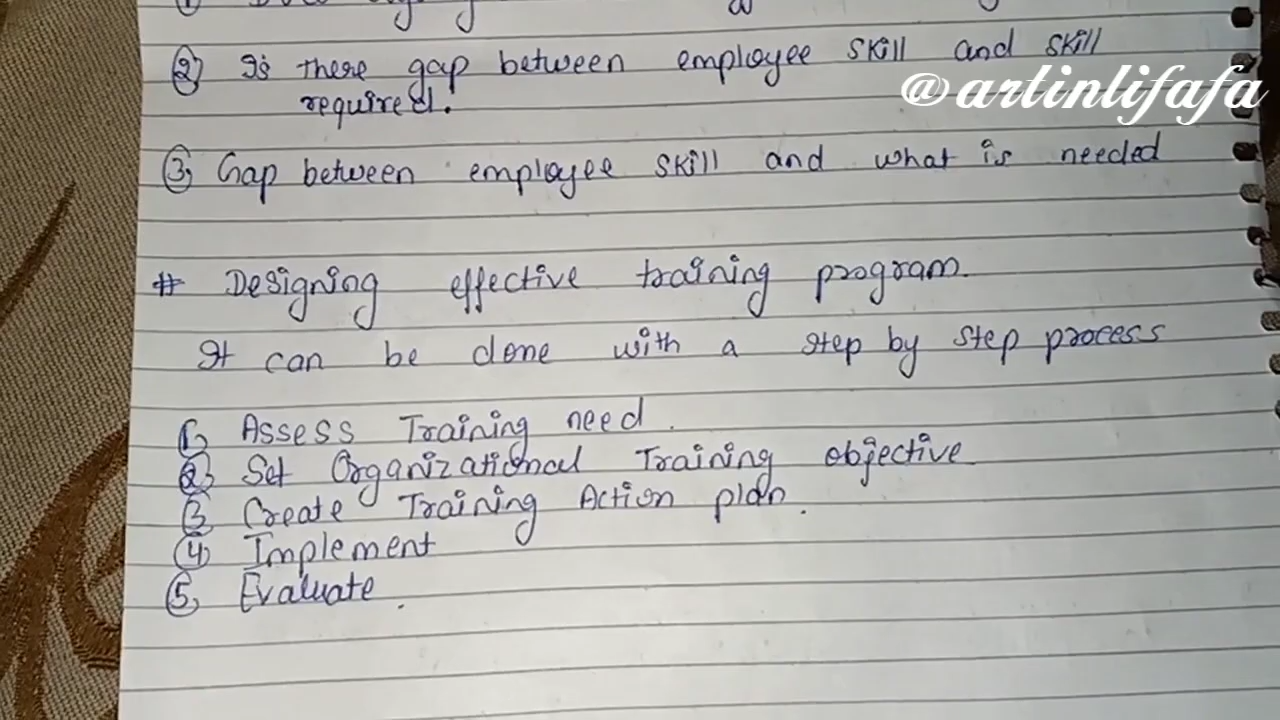 ② Is there gap between employee skill and skill
required.
@artinlifafa
③ Gap between employee skill and what is needed
# Designing effective training program.
It can be done with a step by step process
① Assess Training need.
② Set Organizational Training objective
③ Create Training Action plan.
④ Implement
⑤ Evaluate.